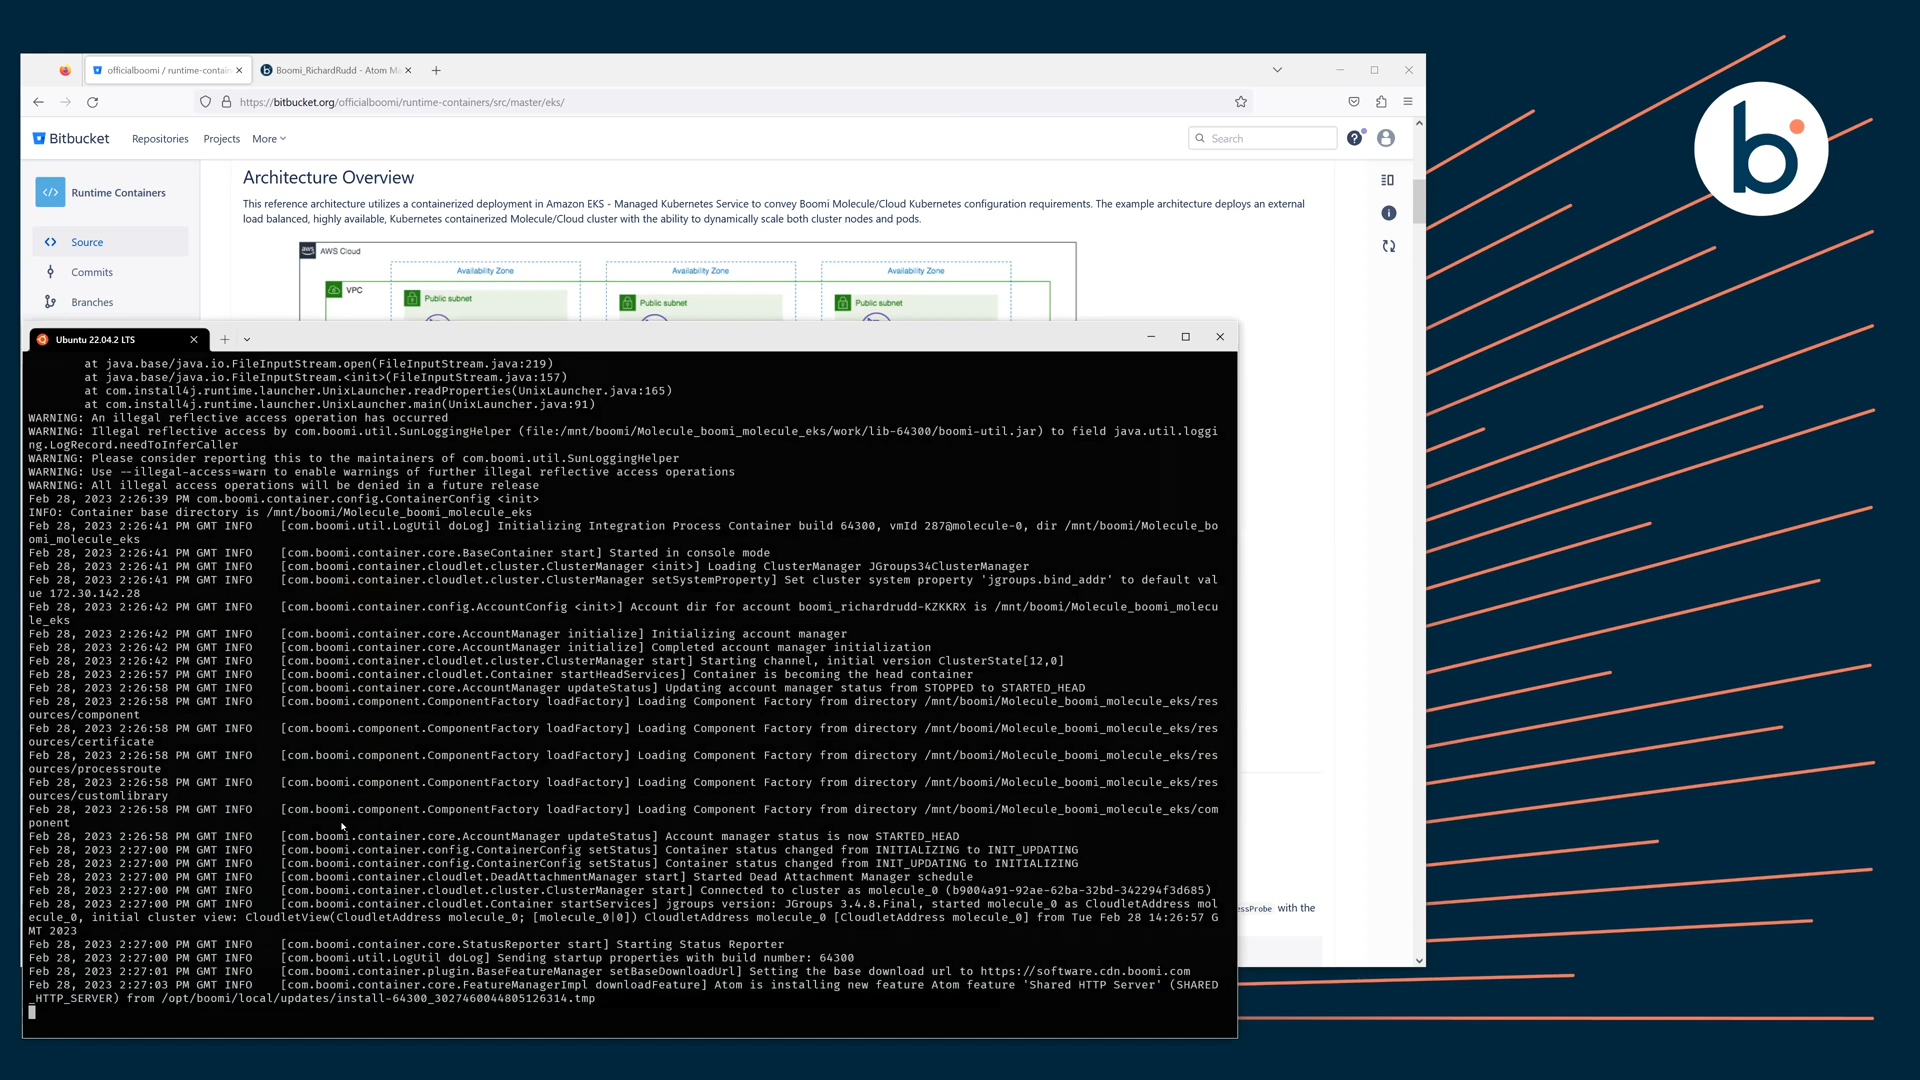 officialboomi / runtime-contain
Boomi_RichardRudd - Atom Ma
https://bitbucket.org/officialboomi/runtime-containers/src/master/eks/
Bitbucket
Repositories
Projects
More
Search
Runtime Containers
Source
Commits
Branches
Architecture Overview
This reference architecture utilizes a containerized deployment in Amazon EKS - Managed Kubernetes Service to convey Boomi Molecule/Cloud Kubernetes configuration requirements. The example architecture deploys an external
load balanced, highly available, Kubernetes containerized Molecule/Cloud cluster with the ability to dynamically scale both cluster nodes and pods.
aws
AWS Cloud
Availability Zone
Availability Zone
Availability Zone
VPC
Public subnet
Public subnet
Public subnet
essProbe with the
b
Ubuntu 22.04.2 LTS
at java.base/java.io.FileInputStream.open(FileInputStream.java:219)
at java.base/java.io.FileInputStream.<init>(FileInputStream.java:157)
at com.install4j.runtime.launcher.UnixLauncher.readProperties(UnixLauncher.java:165)
at com.install4j.runtime.launcher.UnixLauncher.main(UnixLauncher.java:91)
WARNING: An illegal reflective access operation has occurred
WARNING: Illegal reflective access by com.boomi.util.SunLoggingHelper (file:/mnt/boomi/Molecule_boomi_molecule_eks/work/lib-64300/boomi-util.jar) to field java.util.loggi
ng.LogRecord.needToInferCaller
WARNING: Please consider reporting this to the maintainers of com.boomi.util.SunLoggingHelper
WARNING: Use --illegal-access=warn to enable warnings of further illegal reflective access operations
WARNING: All illegal access operations will be denied in a future release
Feb 28, 2023 2:26:39 PM com.boomi.container.config.ContainerConfig <init>
INFO: Container base directory is /mnt/boomi/Molecule_boomi_molecule_eks
Feb 28, 2023 2:26:41 PM GMT INFO [com.boomi.util.LogUtil doLog] Initializing Integration Process Container build 64300, vmId 287@molecule-0, dir /mnt/boomi/Molecule_bo
omi_molecule_eks
Feb 28, 2023 2:26:41 PM GMT INFO [com.boomi.container.core.BaseContainer start] Started in console mode
Feb 28, 2023 2:26:41 PM GMT INFO [com.boomi.container.cloudlet.cluster.ClusterManager <init>] Loading ClusterManager JGroups34ClusterManager
Feb 28, 2023 2:26:41 PM GMT INFO [com.boomi.container.cloudlet.cluster.ClusterManager setSystemProperty] Set cluster system property 'jgroups.bind_addr' to default val
ue 172.30.142.28
Feb 28, 2023 2:26:42 PM GMT INFO [com.boomi.container.config.AccountConfig <init>] Account dir for account boomi_richardrudd-KZKKRX is /mnt/boomi/Molecule_boomi_molecu
le_eks
Feb 28, 2023 2:26:42 PM GMT INFO [com.boomi.container.core.AccountManager initialize] Initializing account manager
Feb 28, 2023 2:26:42 PM GMT INFO [com.boomi.container.core.AccountManager initialize] Completed account manager initialization
Feb 28, 2023 2:26:42 PM GMT INFO [com.boomi.container.cloudlet.cluster.ClusterManager start] Starting channel, initial version ClusterState[12,0]
Feb 28, 2023 2:26:57 PM GMT INFO [com.boomi.container.cloudlet.Container startHeadServices] Container is becoming the head container
Feb 28, 2023 2:26:58 PM GMT INFO [com.boomi.container.core.AccountManager updateStatus] Updating account manager status from STOPPED to STARTED_HEAD
Feb 28, 2023 2:26:58 PM GMT INFO [com.boomi.component.ComponentFactory loadFactory] Loading Component Factory from directory /mnt/boomi/Molecule_boomi_molecule_eks/res
ources/component
Feb 28, 2023 2:26:58 PM GMT INFO [com.boomi.component.ComponentFactory loadFactory] Loading Component Factory from directory /mnt/boomi/Molecule_boomi_molecule_eks/res
ources/certificate
Feb 28, 2023 2:26:58 PM GMT INFO [com.boomi.component.ComponentFactory loadFactory] Loading Component Factory from directory /mnt/boomi/Molecule_boomi_molecule_eks/res
ources/processroute
Feb 28, 2023 2:26:58 PM GMT INFO [com.boomi.component.ComponentFactory loadFactory] Loading Component Factory from directory /mnt/boomi/Molecule_boomi_molecule_eks/res
ources/customlibrary
Feb 28, 2023 2:26:58 PM GMT INFO [com.boomi.component.ComponentFactory loadFactory] Loading Component Factory from directory /mnt/boomi/Molecule_boomi_molecule_eks/com
ponent
Feb 28, 2023 2:26:58 PM GMT INFO [com.boomi.container.core.AccountManager updateStatus] Account manager status is now STARTED_HEAD
Feb 28, 2023 2:27:00 PM GMT INFO [com.boomi.container.config.ContainerConfig setStatus] Container status changed from INITIALIZING to INIT_UPDATING
Feb 28, 2023 2:27:00 PM GMT INFO [com.boomi.container.config.ContainerConfig setStatus] Container status changed from INIT_UPDATING to INITIALIZING
Feb 28, 2023 2:27:00 PM GMT INFO [com.boomi.container.cloudlet.DeadAttachmentManager start] Started Dead Attachment Manager schedule
Feb 28, 2023 2:27:00 PM GMT INFO [com.boomi.container.cloudlet.cluster.ClusterManager start] Connected to cluster as molecule_0 (b9004a91-92ae-62ba-32bd-342294f3d685)
Feb 28, 2023 2:27:00 PM GMT INFO [com.boomi.container.cloudlet.Container startServices] jgroups version: JGroups 3.4.8.Final, started molecule_0 as CloudletAddress mol
ecule_0, initial cluster view: CloudletView(CloudletAddress molecule_0; [molecule_0|0]) CloudletAddress molecule_0 [CloudletAddress molecule_0] from Tue Feb 28 14:26:57 G
MT 2023
Feb 28, 2023 2:27:00 PM GMT INFO [com.boomi.container.core.StatusReporter start] Starting Status Reporter
Feb 28, 2023 2:27:00 PM GMT INFO [com.boomi.util.LogUtil doLog] Sending startup properties with build number: 64300
Feb 28, 2023 2:27:01 PM GMT INFO [com.boomi.container.plugin.BaseFeatureManager setBaseDownloadUrl] Setting the base download url to https://software.cdn.boomi.com
Feb 28, 2023 2:27:03 PM GMT INFO [com.boomi.container.core.FeatureManagerImpl downloadFeature] Atom is installing new feature Atom feature 'Shared HTTP Server' (SHARED
_HTTP_SERVER) from /opt/boomi/local/updates/install-64300_3027460044805126314.tmp